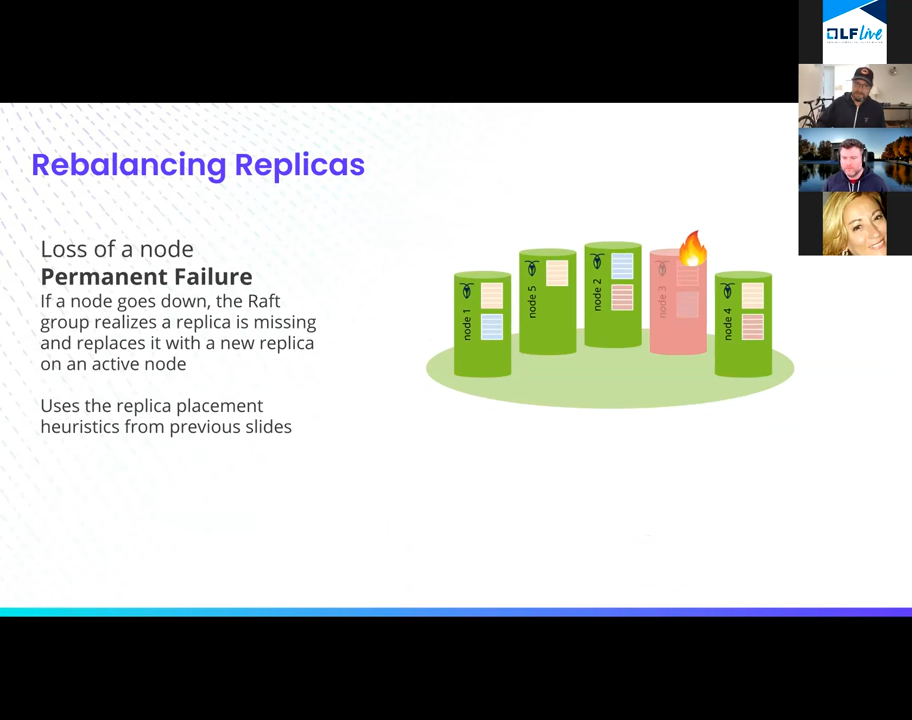 LF live
Rebalancing Replicas
Loss of a node
Permanent Failure
If a node goes down, the Raft
group realizes a replica is missing
and replaces it with a new replica
on an active node
Uses the replica placement
heuristics from previous slides
node 1
node 5
node 2
node 3
node 4